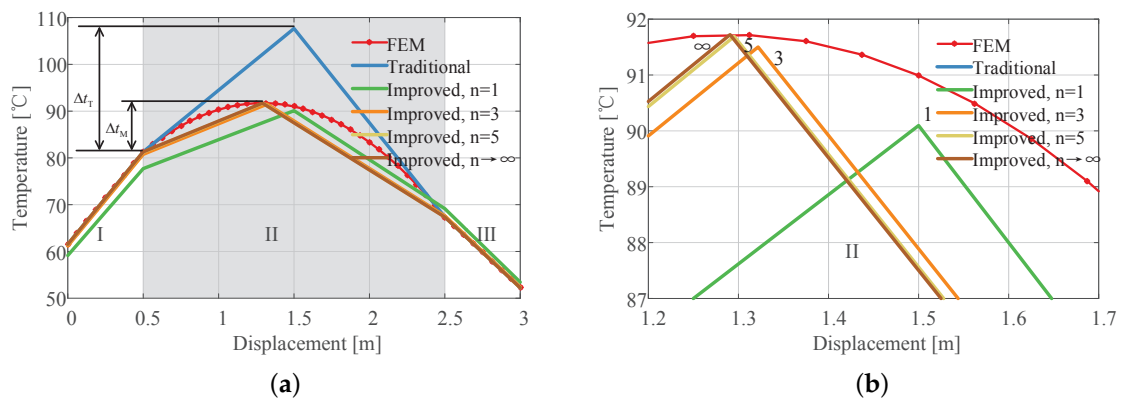 110
100
90
80
70
60
50
Temperature [℃]
Δt_T
Δt_M
FEM
Traditional
Improved, n=1
Improved, n=3
Improved, n=5
Improved, n→∞
I
II
III
0
0.5
1
1.5
2
2.5
3
Displacement [m]
(a)
92
91
90
89
88
87
Temperature [℃]
∞
5
3
1
FEM
Traditional
Improved, n=1
Improved, n=3
Improved, n=5
Improved, n→∞
II
1.2
1.3
1.4
1.5
1.6
1.7
Displacement [m]
(b)